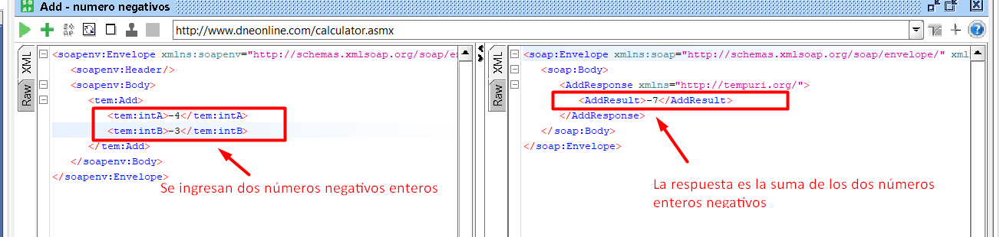 Add - numero negativos
http://www.dneonline.com/calculator.asmx
XML
Raw
<soapenv:Envelope xmlns:soapenv="http://schemas.xmlsoap.org/soap/en
<soapenv:Header/>
<soapenv:Body>
<tem:Add>
<tem:intA>-4</tem:intA>
<tem:intB>-3</tem:intB>
</tem:Add>
</soapenv:Body>
</soapenv:Envelope>
Se ingresan dos números negativos enteros
XML
Raw
<soap:Envelope xmlns:soap="http://schemas.xmlsoap.org/soap/envelope/" xml
<soap:Body>
<AddResponse xmlns="http://tempuri.org/">
<AddResult>-7</AddResult>
</AddResponse>
</soap:Body>
</soap:Envelope>
La respuesta es la suma de los dos números
enteros negativos